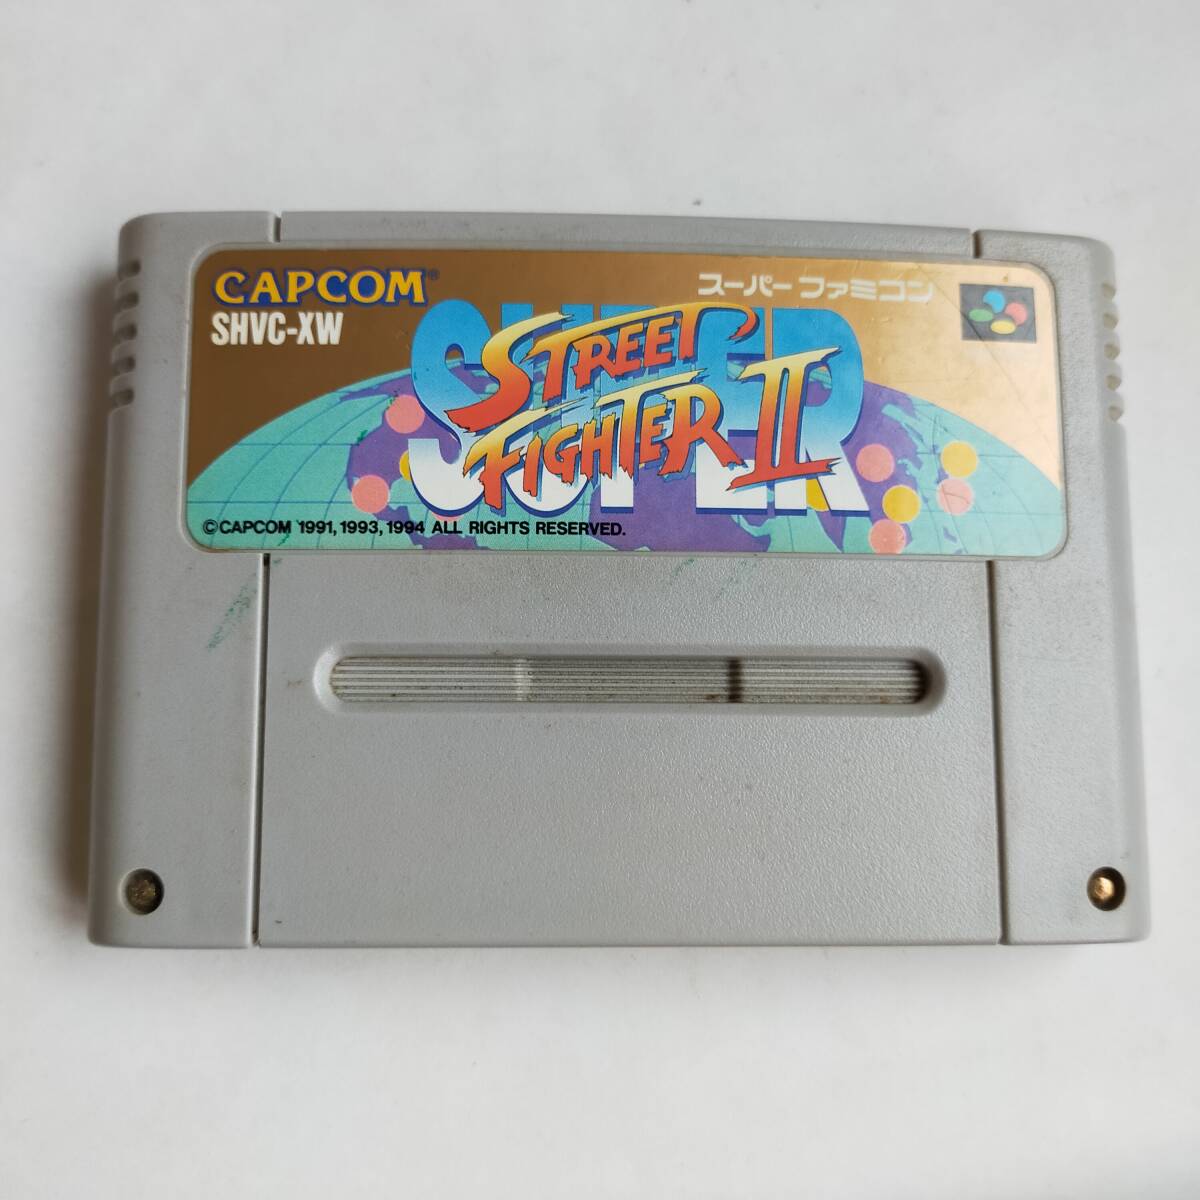 CAPCOM®
SHVC-XW
スーパーファミコン
SUPER
STREET
FIGHTER II
©CAPCOM 1991, 1993, 1994 ALL RIGHTS RESERVED.